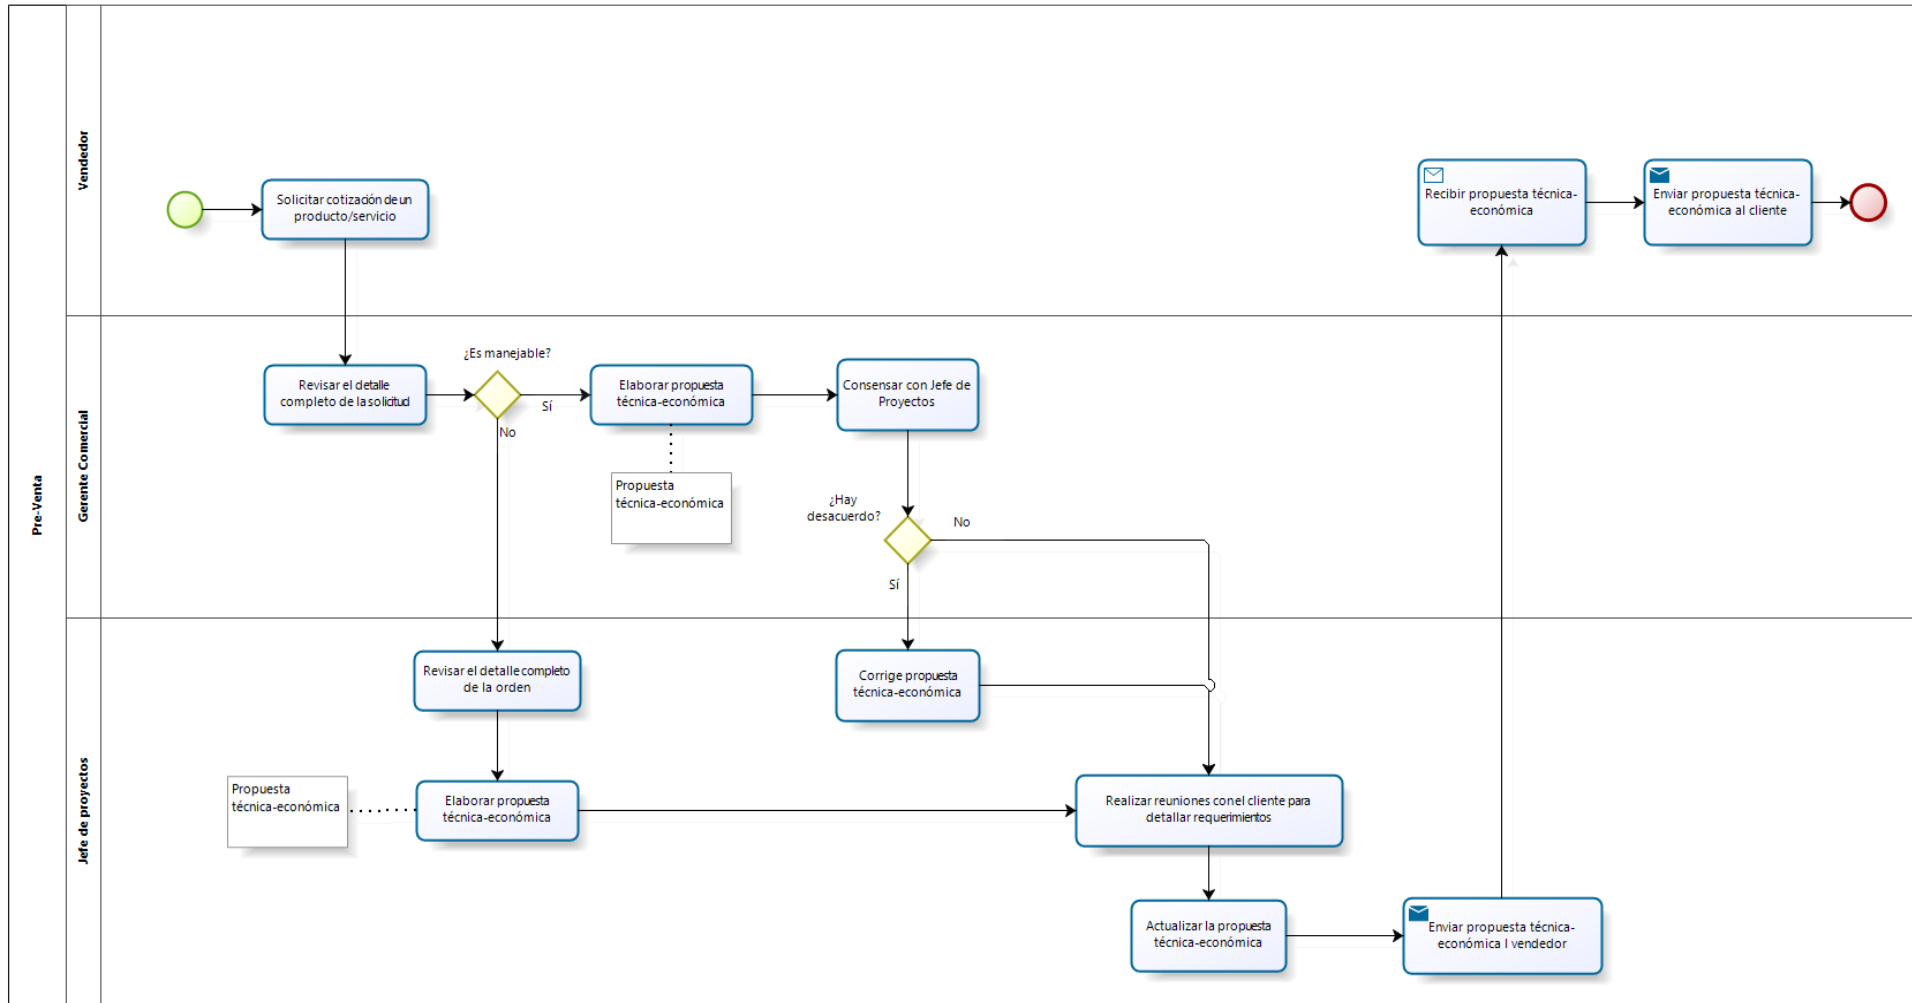 Pre-Venta
Vendedor
Solicitar cotización de un
producto/servicio
Recibir propuesta técnica-
económica
Enviar propuesta técnica-
económica al cliente
Gerente Comercial
Revisar el detalle
completo de la solicitud
¿Es manejable?
Sí
No
Elaborar propuesta
técnica-económica
Propuesta
técnica-económica
Consensar con Jefe de
Proyectos
¿Hay
desacuerdo?
No
Sí
Jefe de proyectos
Revisar el detalle completo
de la orden
Corrige propuesta
técnica-económica
Propuesta
técnica-económica
Elaborar propuesta
técnica-económica
Realizar reuniones con el cliente para
detallar requerimientos
Actualizar la propuesta
técnica-económica
Enviar propuesta técnica-
económica l vendedor